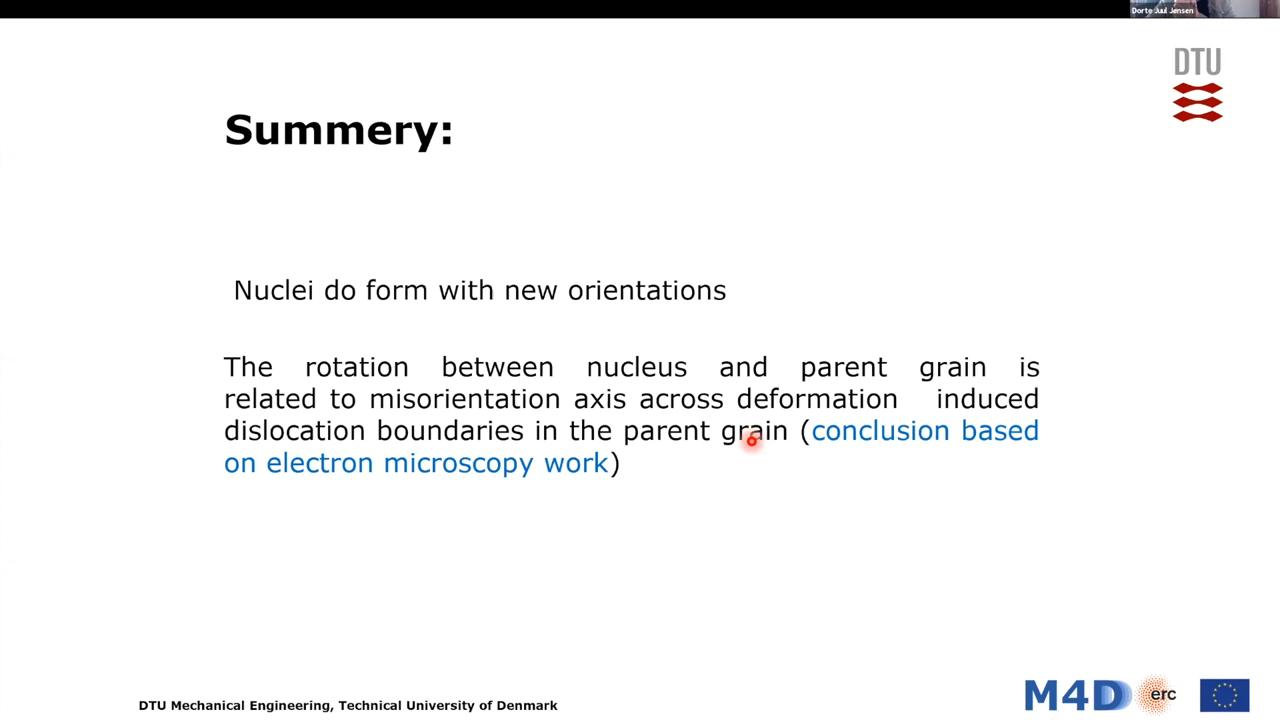 Dorte Juul Jensen
DTU
Summery:
Nuclei do form with new orientations
The rotation between nucleus and parent grain is
related to misorientation axis across deformation induced
dislocation boundaries in the parent grain (conclusion based
on electron microscopy work)
DTU Mechanical Engineering, Technical University of Denmark
M4D
erc